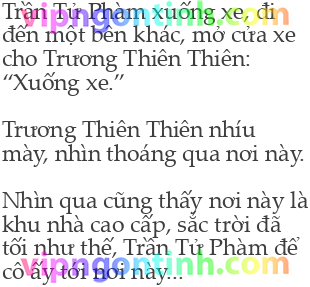 Trần Tử Phàm xuống xe, đi
vipngontinh.com
đến một bên khác, mở cửa xe
cho Trương Thiên Thiên:
“Xuống xe.”
Trương Thiên Thiên nhíu
mày, nhìn thoáng qua nơi này.
Nhìn qua cũng thấy nơi này là
khu nhà cao cấp, sắc trời đã
tối như thế, Trần Tử Phàm để
vipngontinh.com
cô ấy tới nơi này...